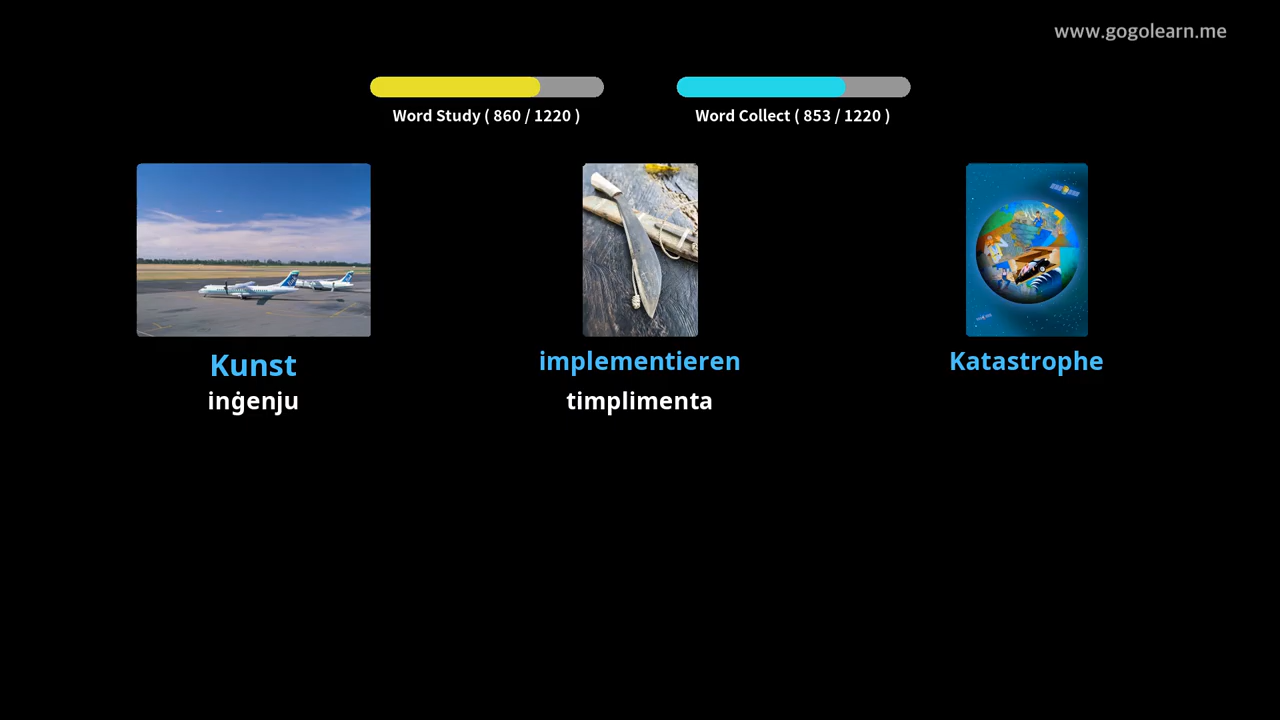 www.gogolearn.me
Word Study ( 860 / 1220 )
Word Collect ( 853 / 1220 )
Kunst
inġenju
implementieren
timplimenta
Katastrophe